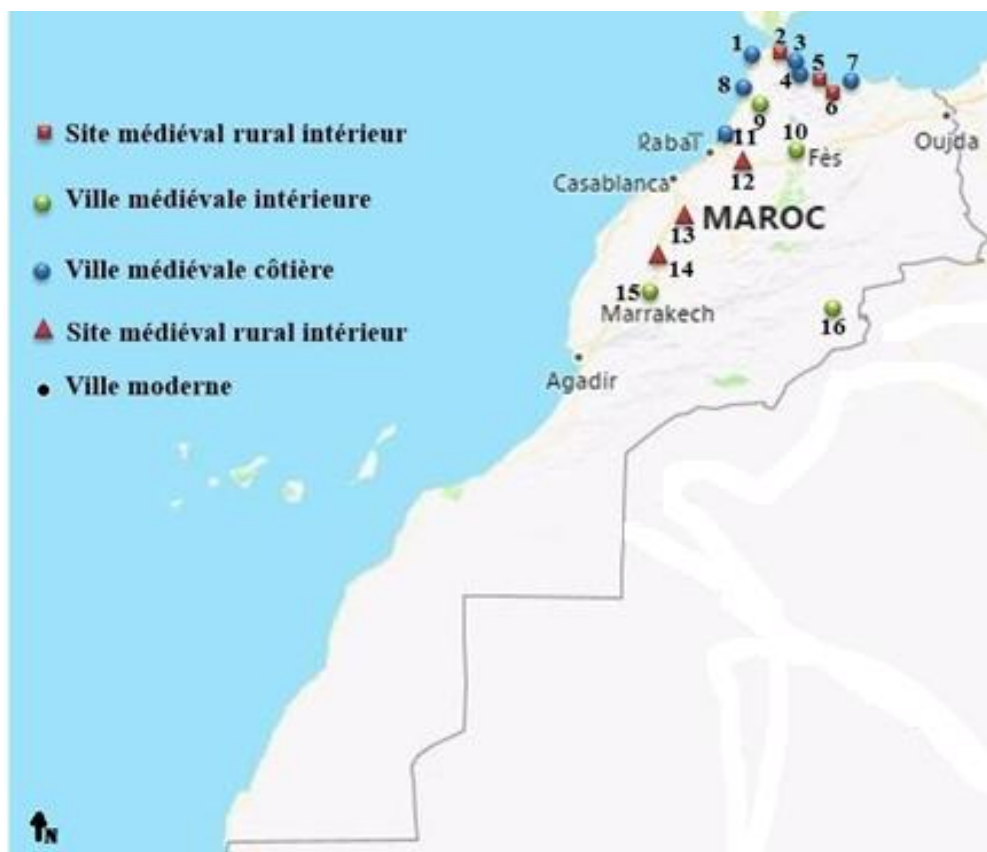 1
2
3
4
5
7
8
6
9
Site médiéval rural intérieur
11
10
Oujda
Rabat
Fès
12
Casablanca
Ville médiévale intérieure
MAROC
13
Ville médiévale côtière
14
15
Marrakech
16
Site médiéval rural intérieur
Agadir
Ville moderne
N